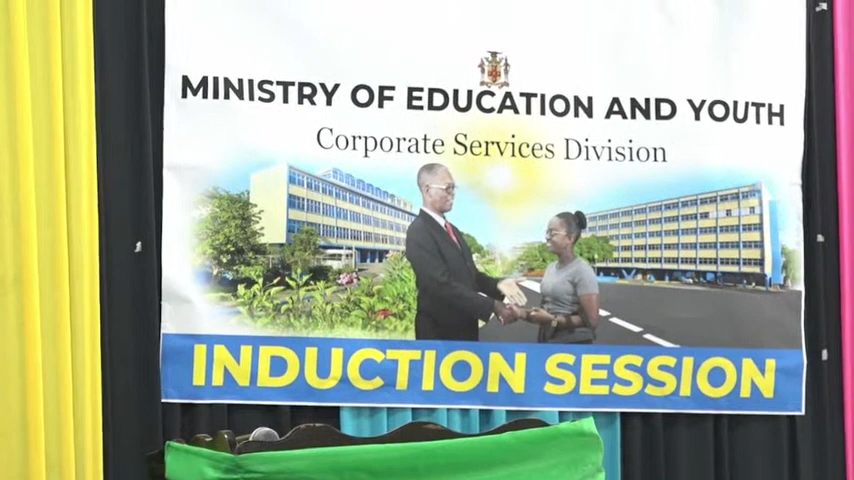 MINISTRY OF EDUCATION AND YOUTH
Corporate Services Division
INDUCTION SESSION